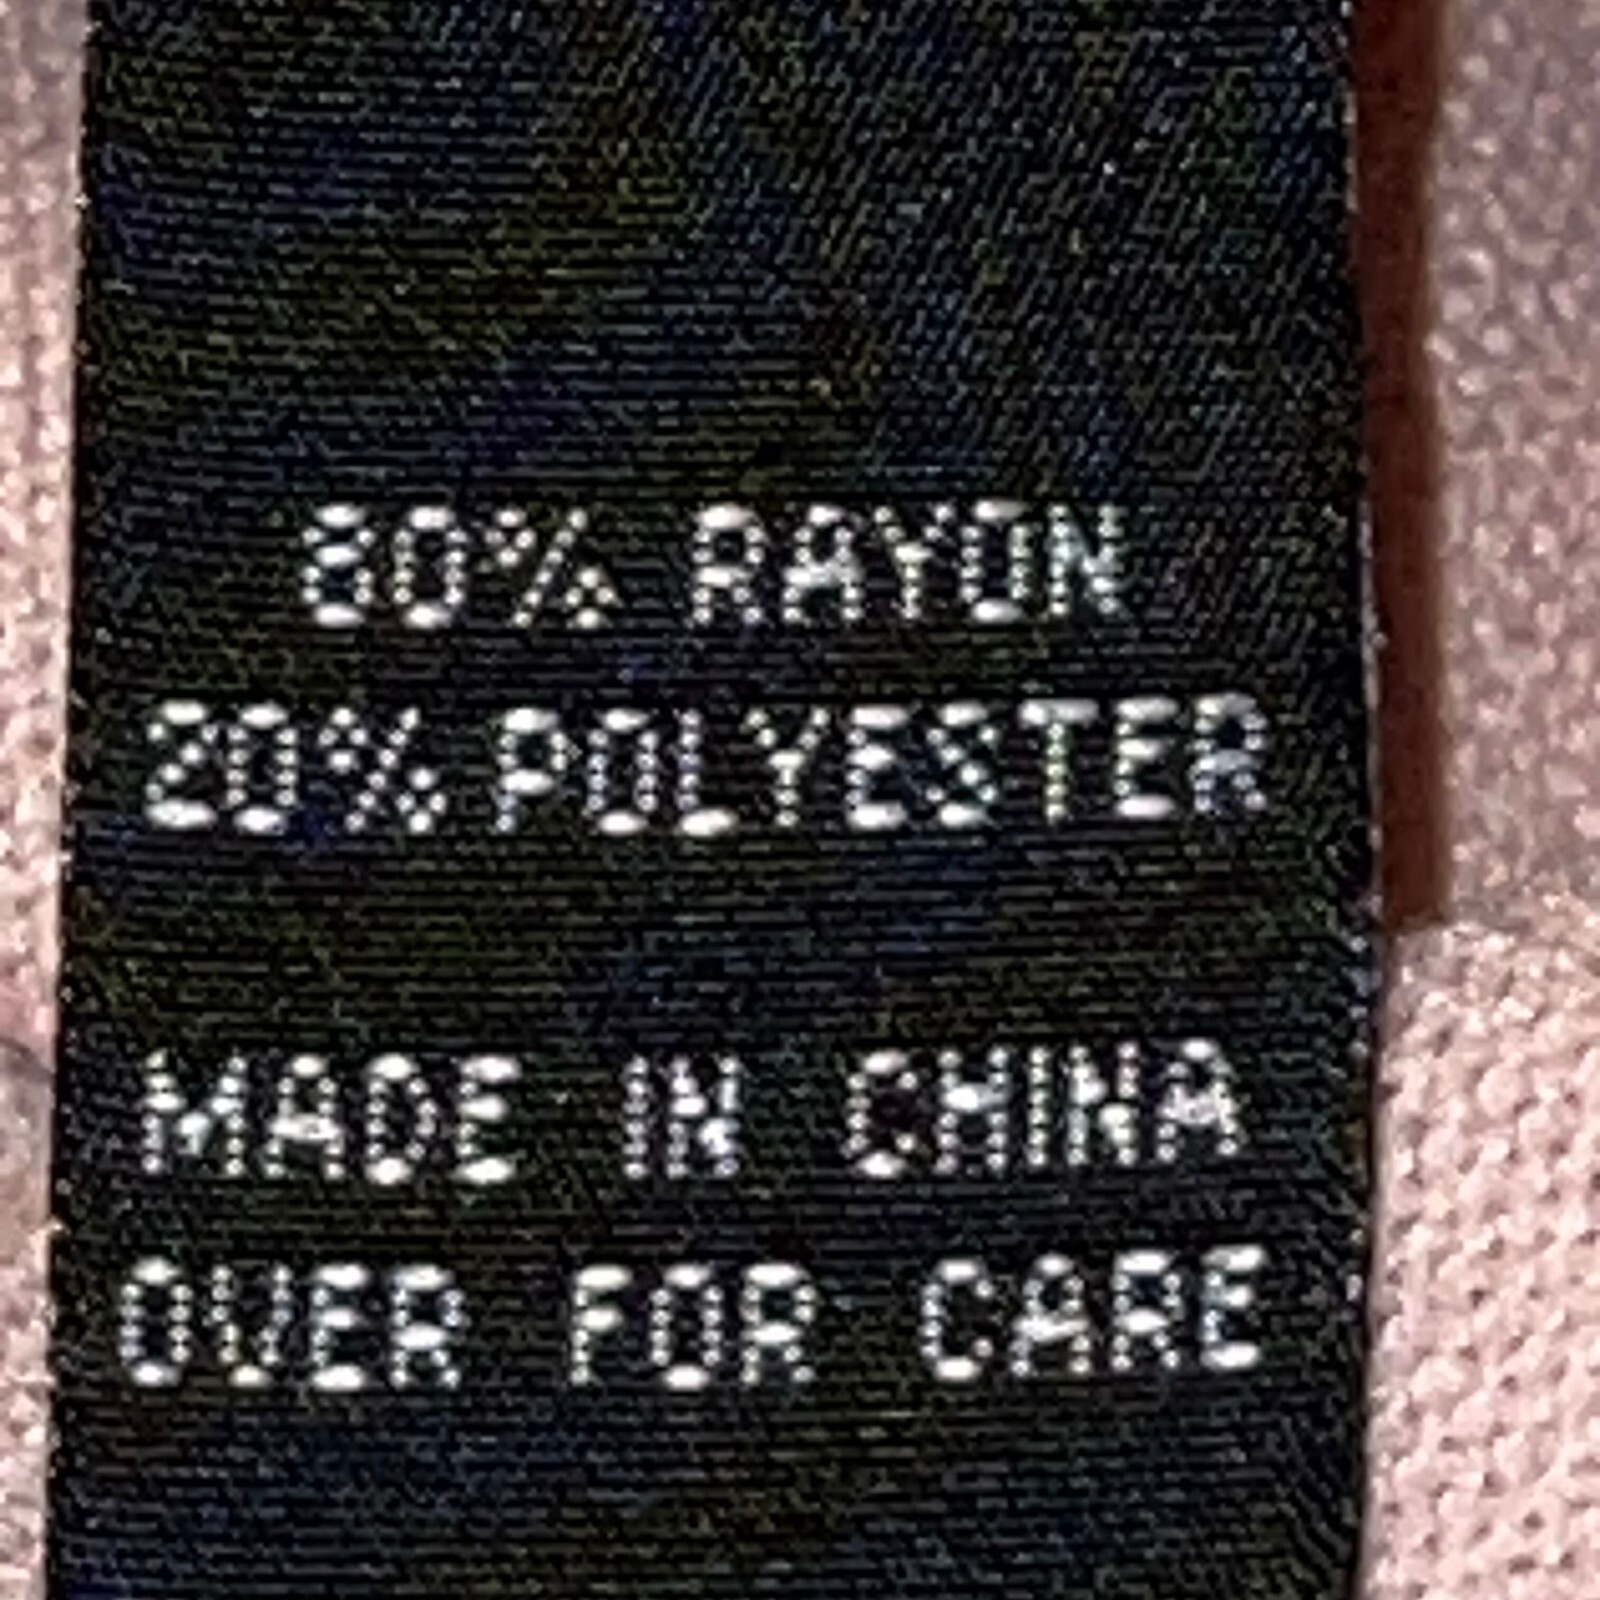 80% RAYON
20% POLYESTER
MADE IN CHINA
OVER FOR CARE